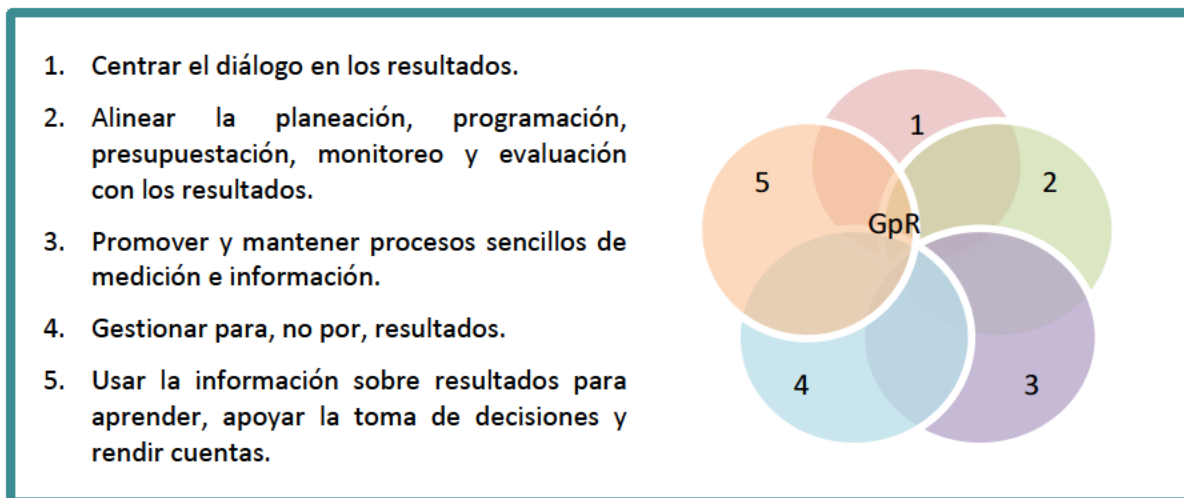 1. Centrar el diálogo en los resultados.
2. Alinear la planeación, programación,
presupuestación, monitoreo y evaluación
con los resultados.
3. Promover y mantener procesos sencillos de
medición e información.
4. Gestionar para, no por, resultados.
5. Usar la información sobre resultados para
aprender, apoyar la toma de decisiones y
rendir cuentas.
1
5
2
GpR
4
3